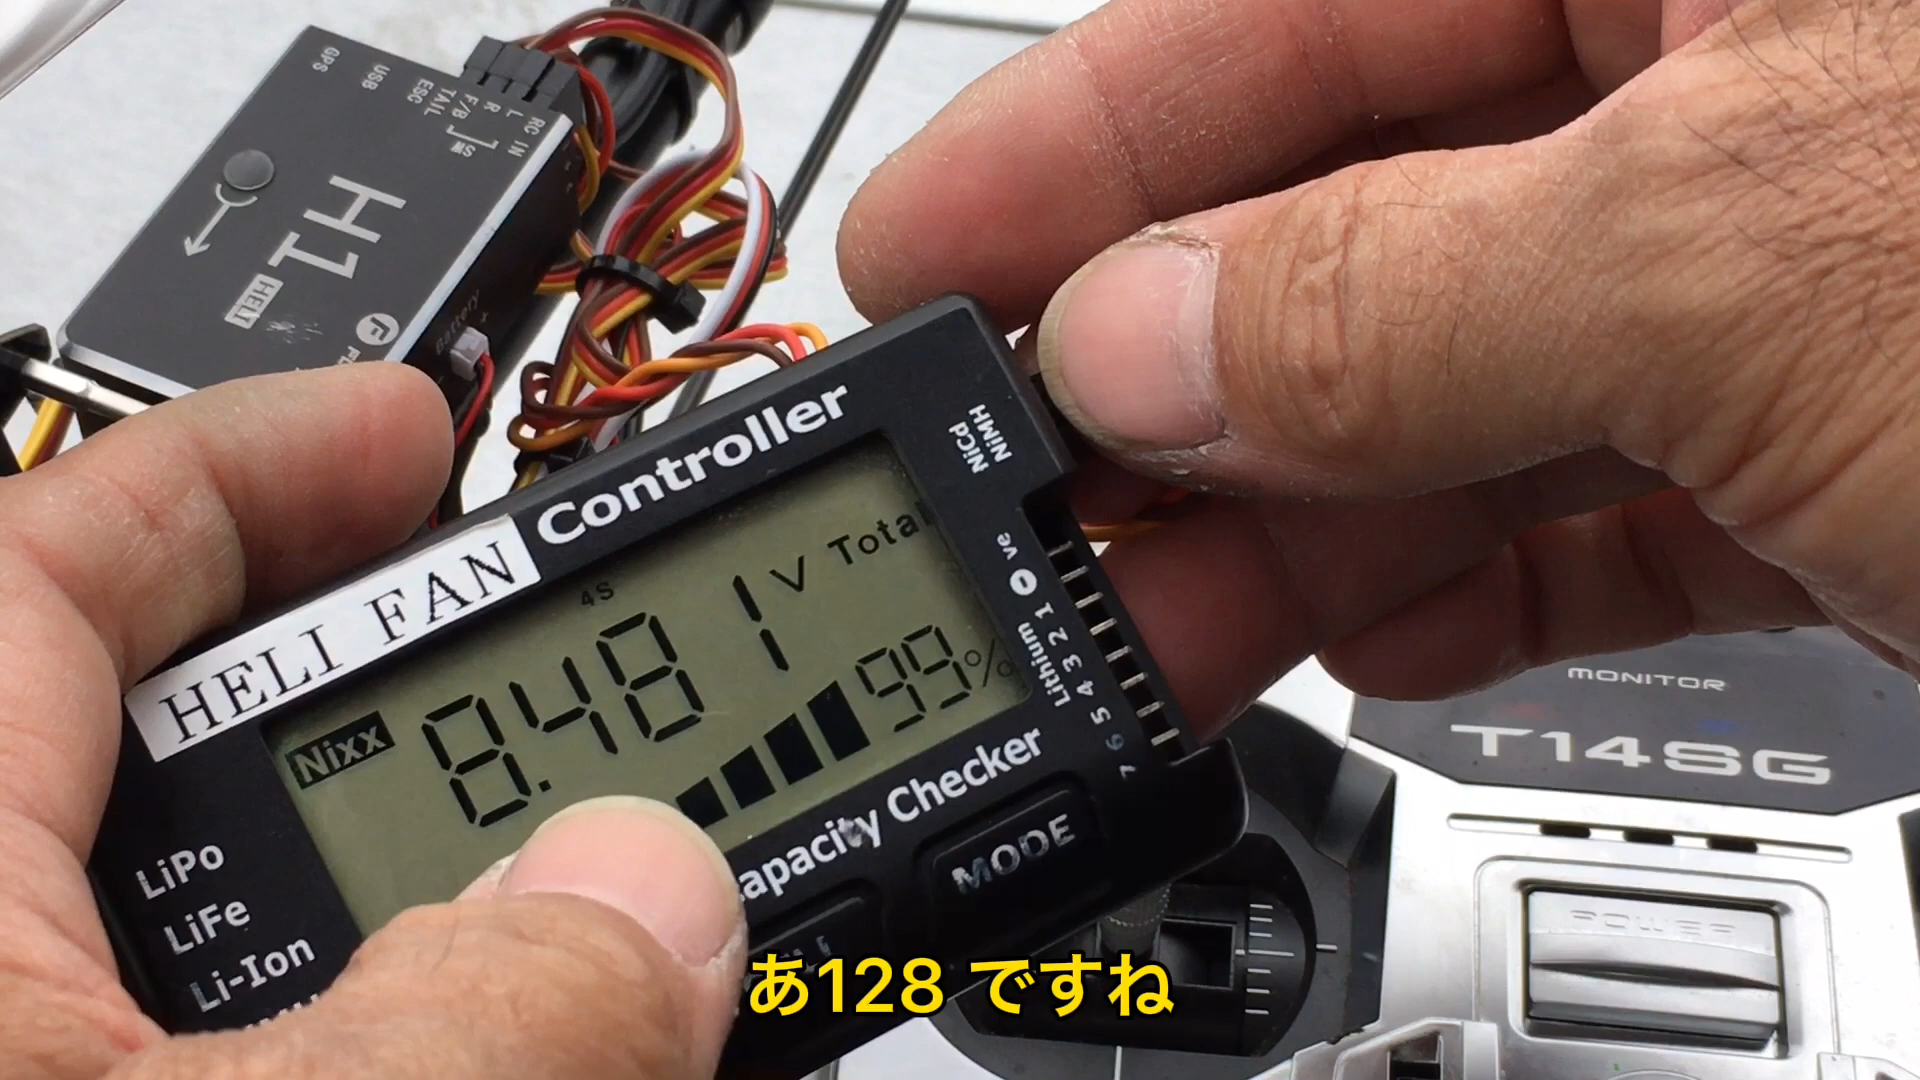 GPS
USB
ESC
TAIL
F/B
R
L
RC IN
SW
H1
HELI
Battery
+
HELI FAN
Controller
NiCd
NiMH
4S
8.481 V Total
Nixx
99%
ve
Lithium 1 2 3 4 5 6 7
Capacity Checker
MODE
LiPo
LiFe
Li-Ion
MONITOR
T14SG
POWER
あ128 ですね